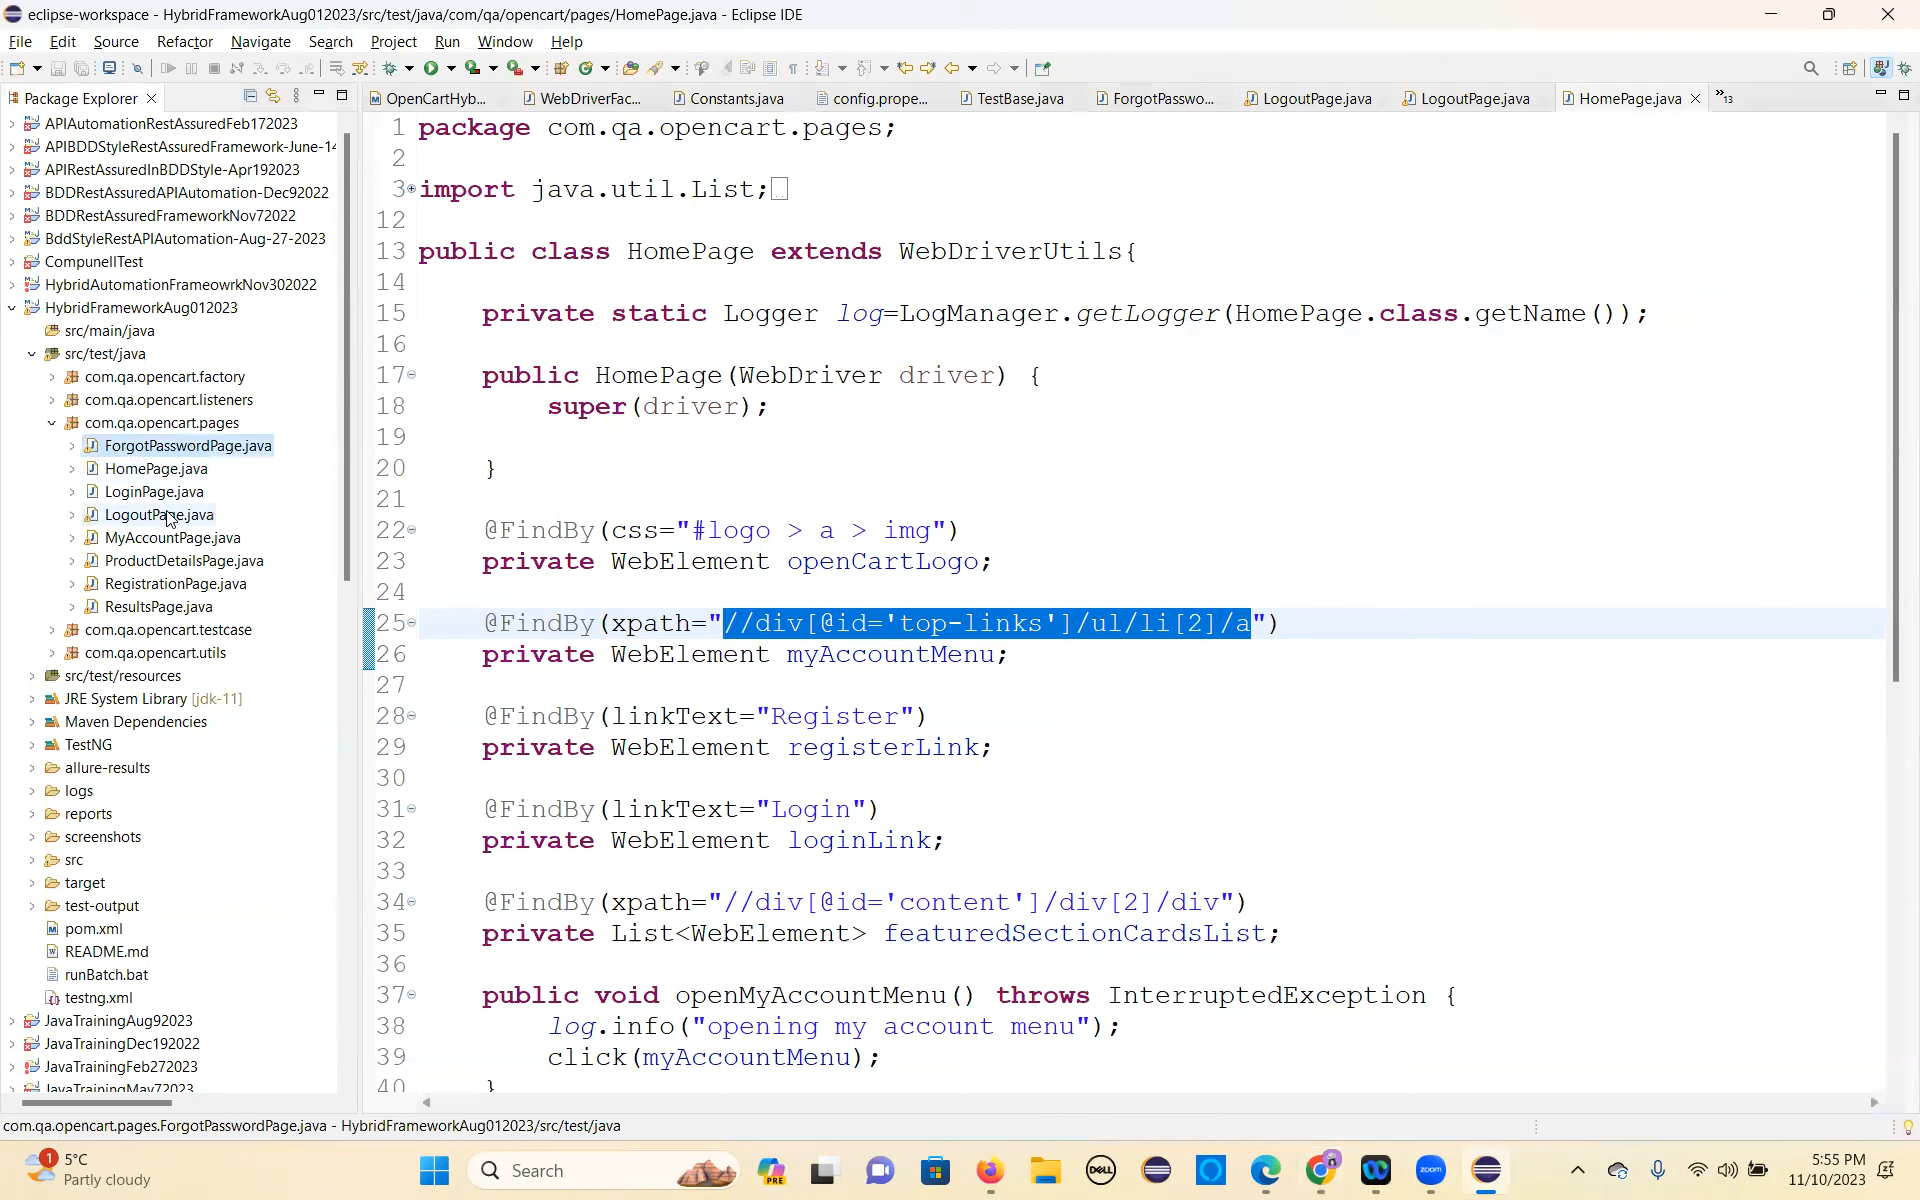 eclipse-workspace - HybridFrameworkAug012023/src/test/java/com/qa/opencart/pages/HomePage.java - Eclipse IDE
File Edit Source Refactor Navigate Search Project Run Window Help
Package Explorer
OpenCartHyb... WebDriverFac... Constants.java config.prope... TestBase.java ForgotPasswo... LogoutPage.java LogoutPage.java HomePage.java »13
APIAutomationRestAssuredFeb172023
APIBDDStyleRestAssuredFramework-June-14
APIRestAssuredInBDDStyle-Apr192023
BDDRestAssuredAPIAutomation-Dec92022
BDDRestAssuredFrameworkNov72022
BddStyleRestAPIAutomation-Aug-27-2023
CompunellTest
HybridAutomationFrameowrkNov302022
HybridFrameworkAug012023
src/main/java
src/test/java
com.qa.opencart.factory
com.qa.opencart.listeners
com.qa.opencart.pages
ForgotPasswordPage.java
HomePage.java
LoginPage.java
LogoutPage.java
MyAccountPage.java
ProductDetailsPage.java
RegistrationPage.java
ResultsPage.java
com.qa.opencart.testcase
com.qa.opencart.utils
src/test/resources
JRE System Library [jdk-11]
Maven Dependencies
TestNG
allure-results
logs
reports
screenshots
src
target
test-output
pom.xml
README.md
runBatch.bat
testng.xml
JavaTrainingAug92023
JavaTrainingDec192022
JavaTrainingFeb272023
JavaTrainingMay72023
1 package com.qa.opencart.pages;
2
3 import java.util.List;
12
13 public class HomePage extends WebDriverUtils{
14
15 private static Logger log=LogManager.getLogger(HomePage.class.getName());
16
17 public HomePage(WebDriver driver) {
18 super(driver);
19
20 }
21
22 @FindBy(css="#logo > a > img")
23 private WebElement openCartLogo;
24
25 @FindBy(xpath="//div[@id='top-links']/ul/li[2]/a")
26 private WebElement myAccountMenu;
27
28 @FindBy(linkText="Register")
29 private WebElement registerLink;
30
31 @FindBy(linkText="Login")
32 private WebElement loginLink;
33
34 @FindBy(xpath="//div[@id='content']/div[2]/div")
35 private List<WebElement> featuredSectionCardsList;
36
37 public void openMyAccountMenu() throws InterruptedException {
38 log.info("opening my account menu");
39 click(myAccountMenu);
40 }
com.qa.opencart.pages.ForgotPasswordPage.java - HybridFrameworkAug012023/src/test/java
1
5°C
Partly cloudy
Search
PRE
DELL
zoom
5:55 PM
11/10/2023